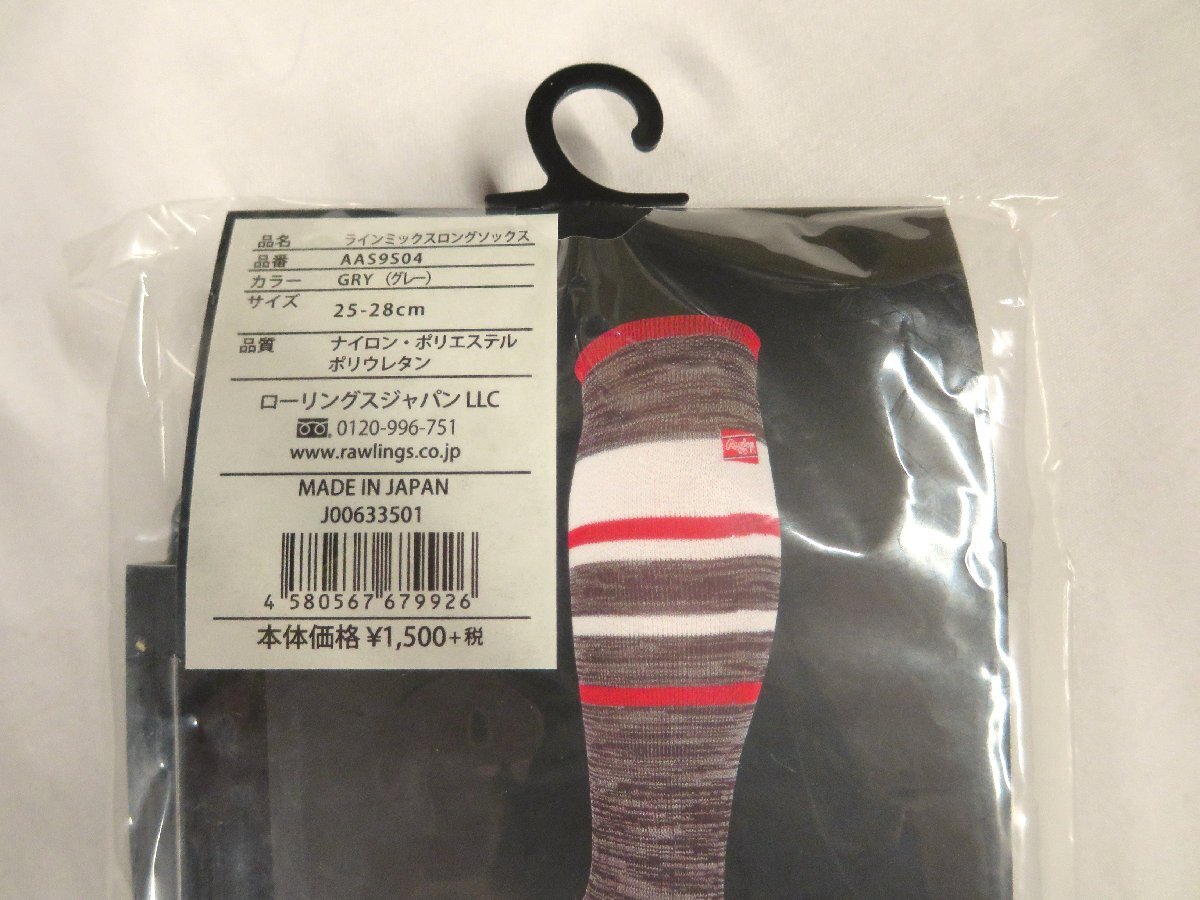 品名 ラインミックスロングソックス
品番 AAS9S04
カラー GRY（グレー）
サイズ 25-28cm
品質 ナイロン・ポリエステル
ポリウレタン
ローリングスジャパン LLC
0120-996-751
www.rawlings.co.jp
MADE IN JAPAN
J00633501
4 580567 679926
本体価格 ¥1,500+税
Rawlings